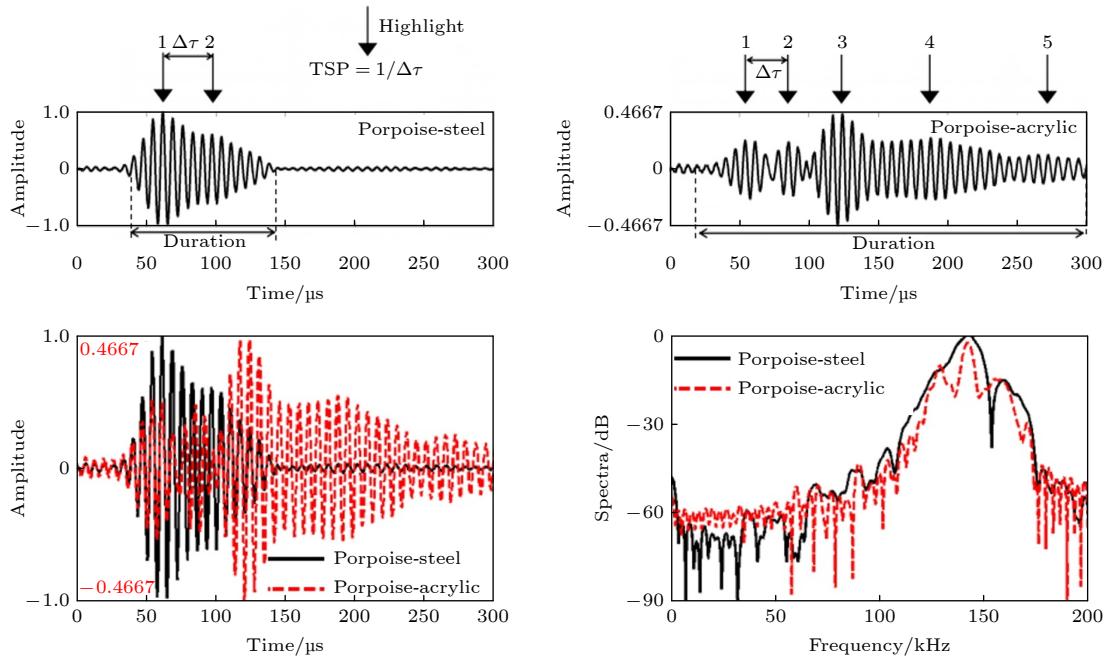 1 Δτ 2
Highlight
TSP = 1/Δτ
1.0
0
−1.0
Amplitude
Porpoise-steel
Duration
0 50 100 150 200 250 300
Time/µs
1 2 3 4 5
Δτ
0.4667
0
−0.4667
Amplitude
Porpoise-acrylic
Duration
0 50 100 150 200 250 300
Time/µs
1.0
0
−1.0
Amplitude
0.4667
−0.4667
Porpoise-steel
Porpoise-acrylic
0 50 100 150 200 250 300
Time/µs
0
−30
−60
−90
Spectra/dB
Porpoise-steel
Porpoise-acrylic
0 50 100 150 200
Frequency/kHz